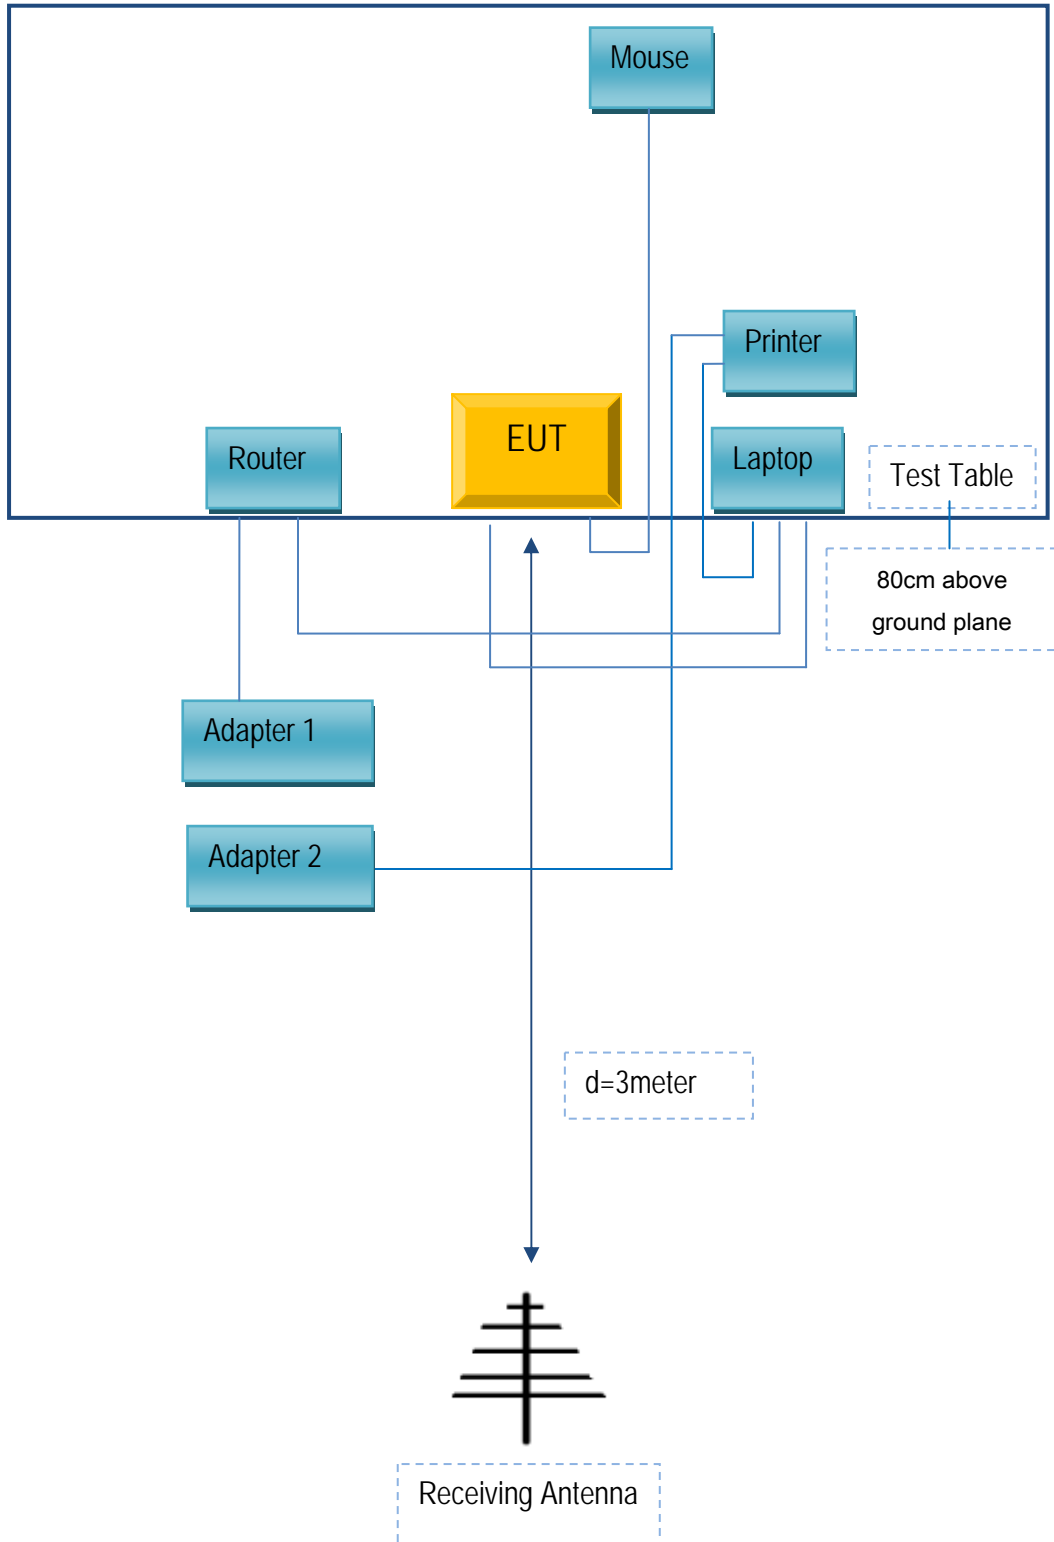 Mouse
Printer
EUT
Router
Laptop
Test Table
80cm above
ground plane
Adapter 1
Adapter 2
d=3meter
Receiving Antenna